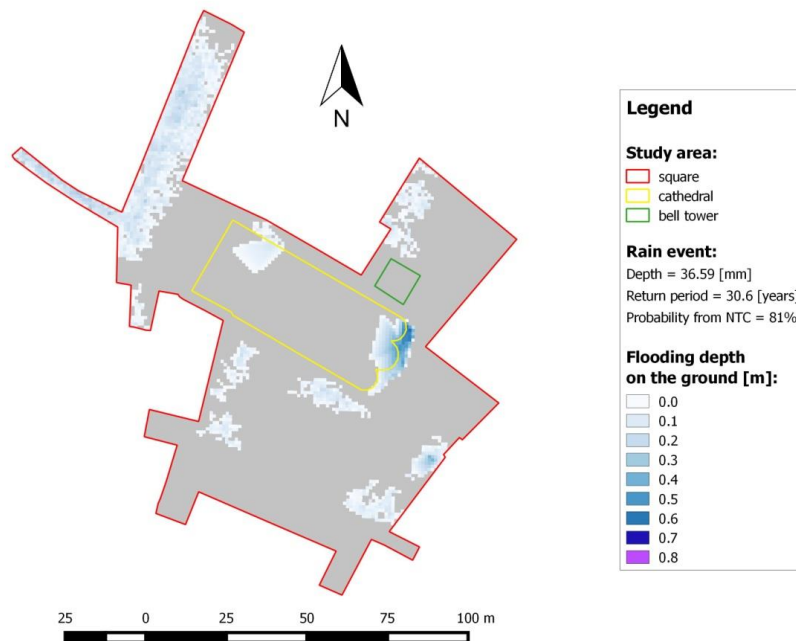 N
Legend
Study area:
square
cathedral
bell tower
Rain event:
Depth = 36.59 [mm]
Return period = 30.6 [years]
Probability from NTC = 81%
Flooding depth
on the ground [m]:
0.0
0.1
0.2
0.3
0.4
0.5
0.6
0.7
0.8
25 0 25 50 75 100 m